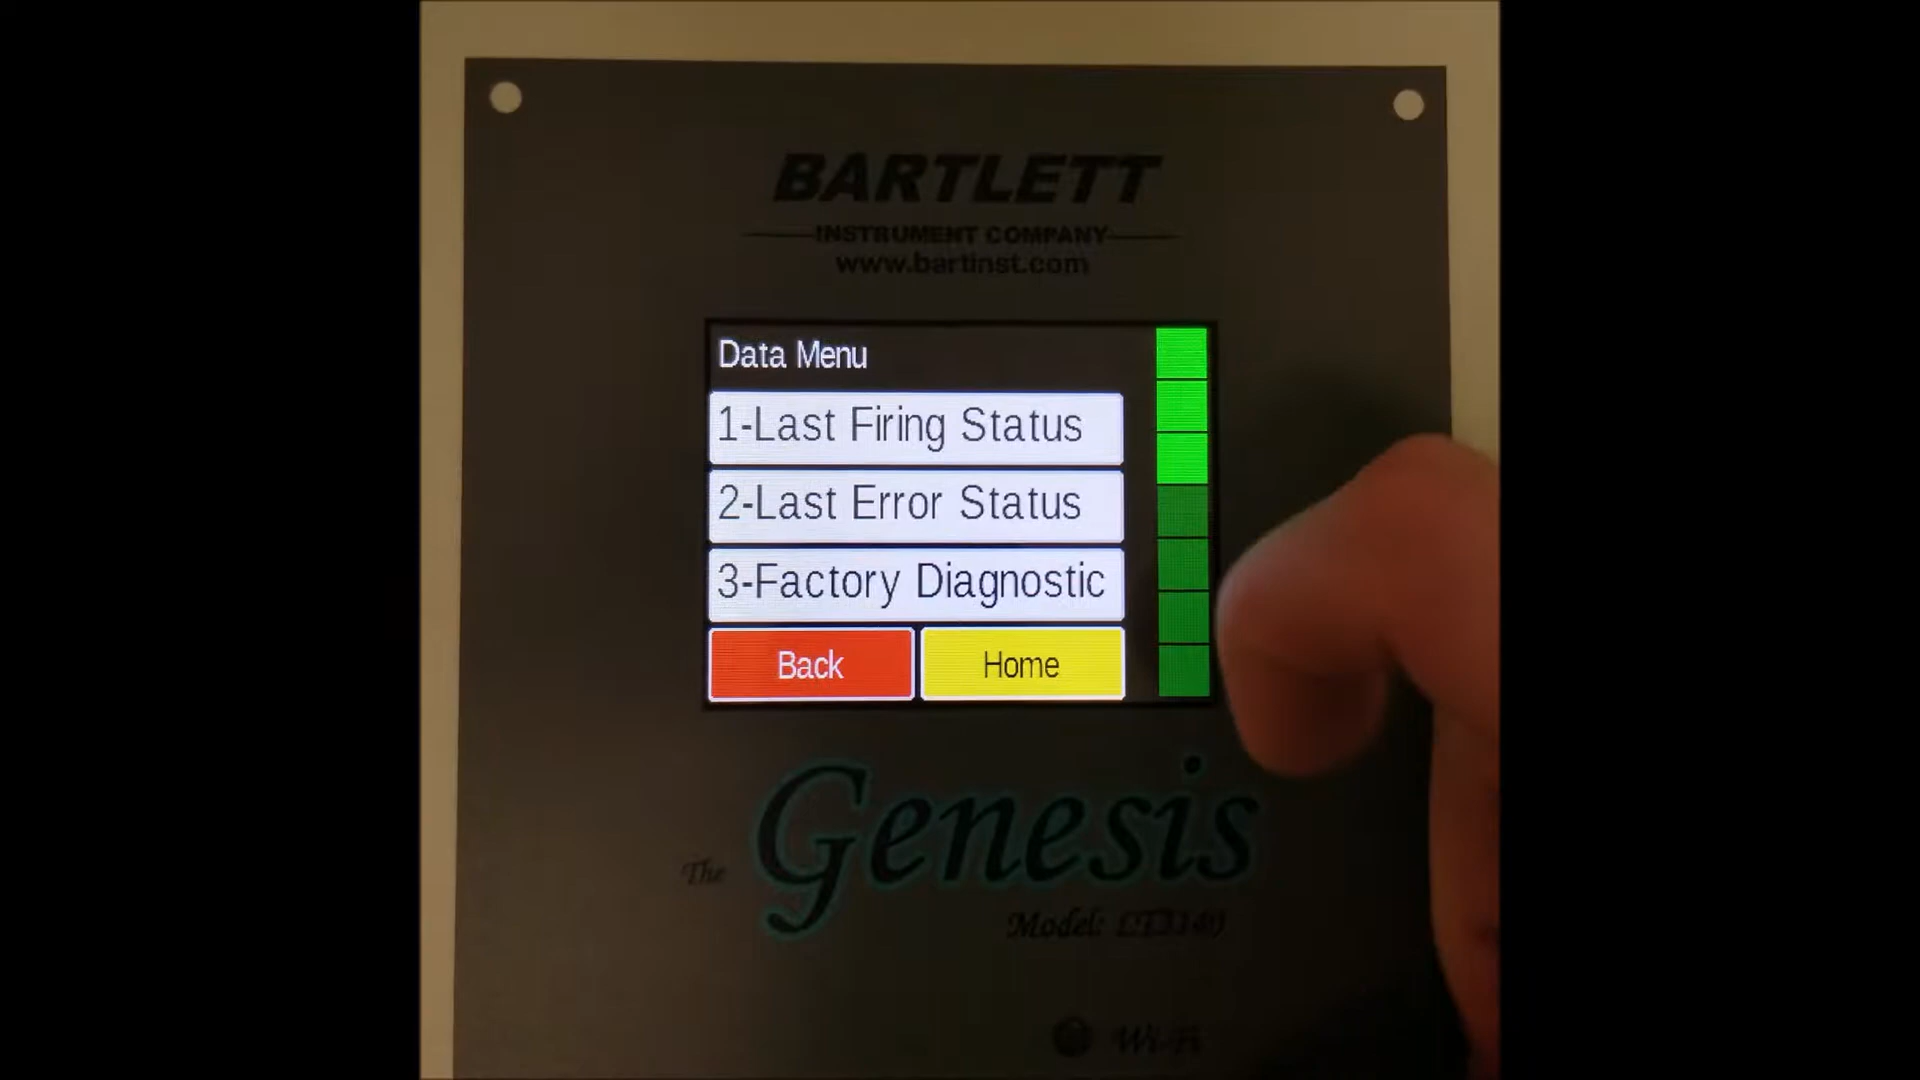 BARTLETT
INSTRUMENT COMPANY
www.bartinst.com
Data Menu
1-Last Firing Status
2-Last Error Status
3-Factory Diagnostic
Back
Home
The Genesis
Model: LT3140
Wi-Fi